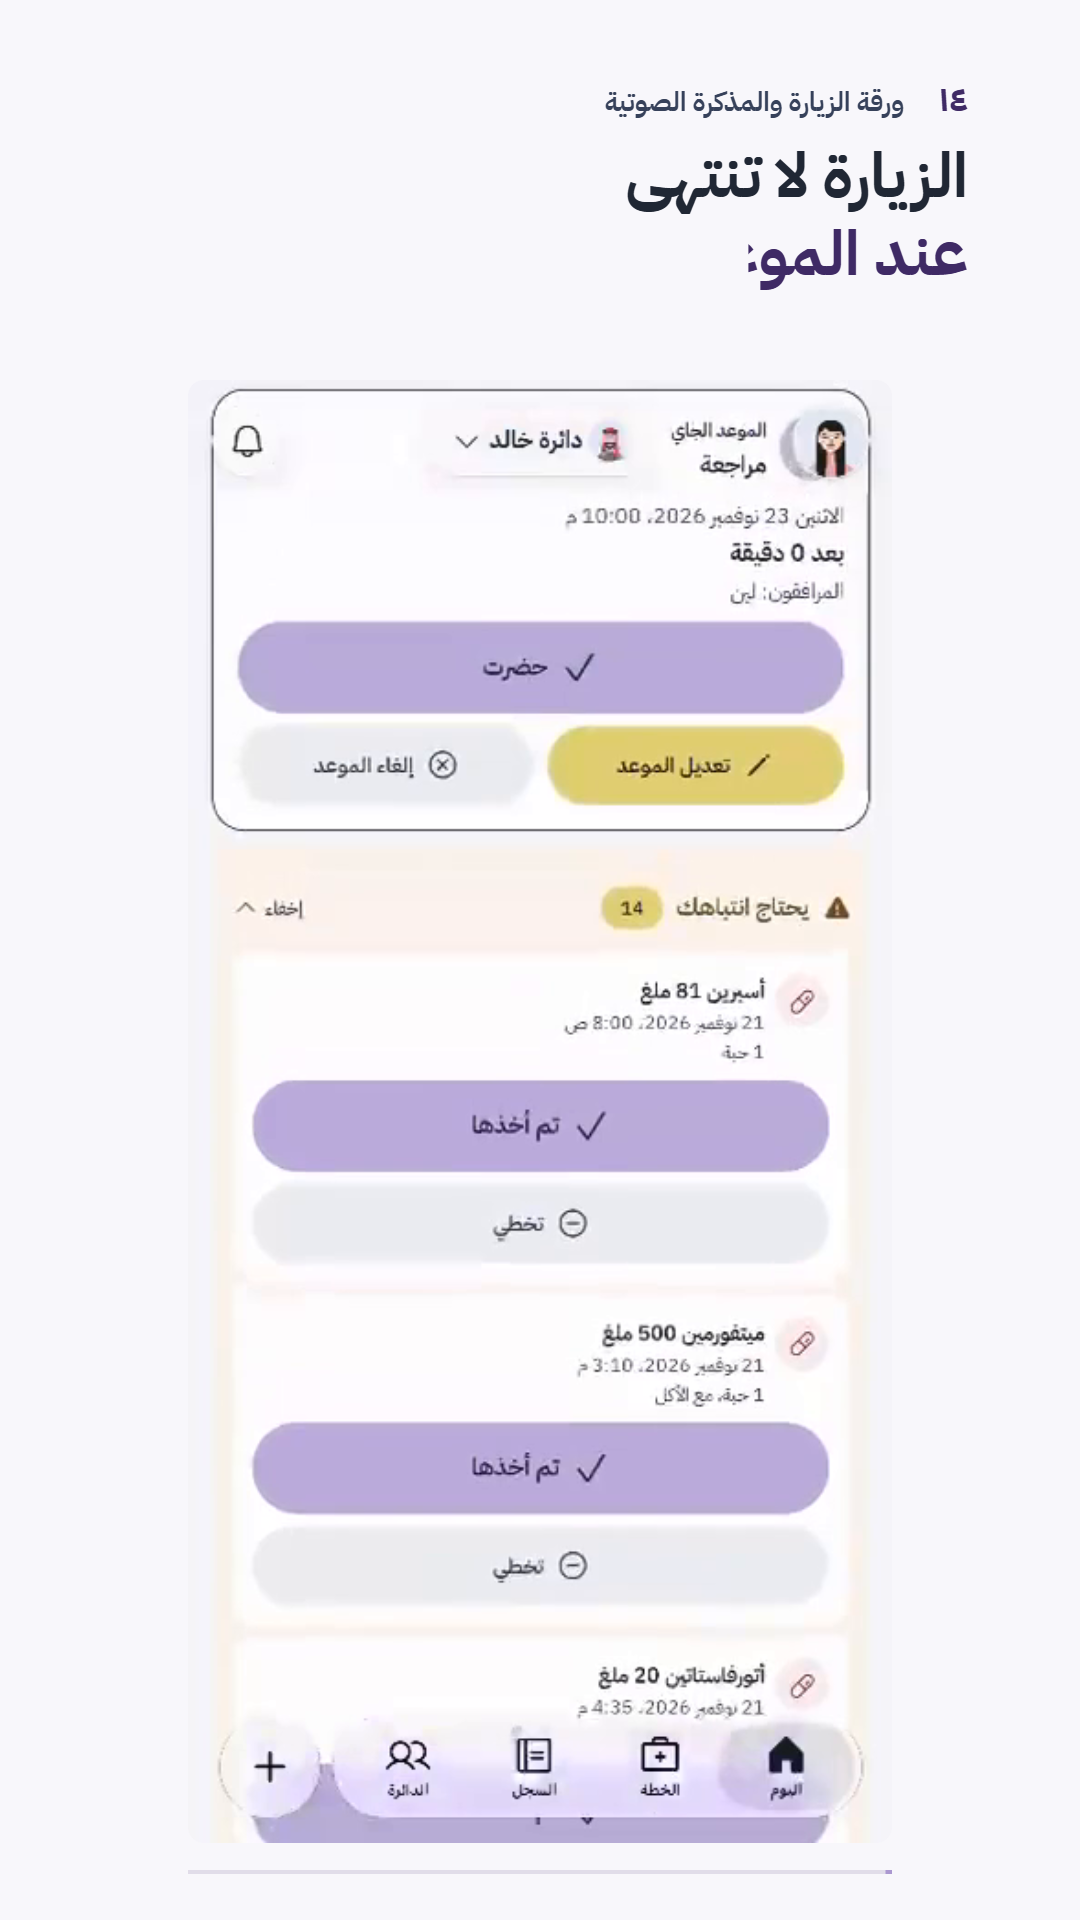 ١٤ ورقة الزيارة والمذكرة الصوتية
الزيارة لا تنتهي
عند
الموعد الجاي
مراجعة
دائرة خالد
الاثنين 23 نوفمبر 2026، 10:00 م
بعد 0 دقيقة
المرافقون: لين
حضرت
تعديل الموعد
إلغاء الموعد
يحتاج انتباهك 14
إخفاء
أسبرين 81 ملغ
21 نوفمبر 2026، 8:00 ص
1 حبة
تم أخذها
تخطي
ميتفورمين 500 ملغ
21 نوفمبر 2026، 3:10 م
1 حبة، مع الأكل
تم أخذها
تخطي
أتورفاستاتين 20 ملغ
21 نوفمبر 2026، 4:35 م
اليوم
الخطة
السجل
الدائرة